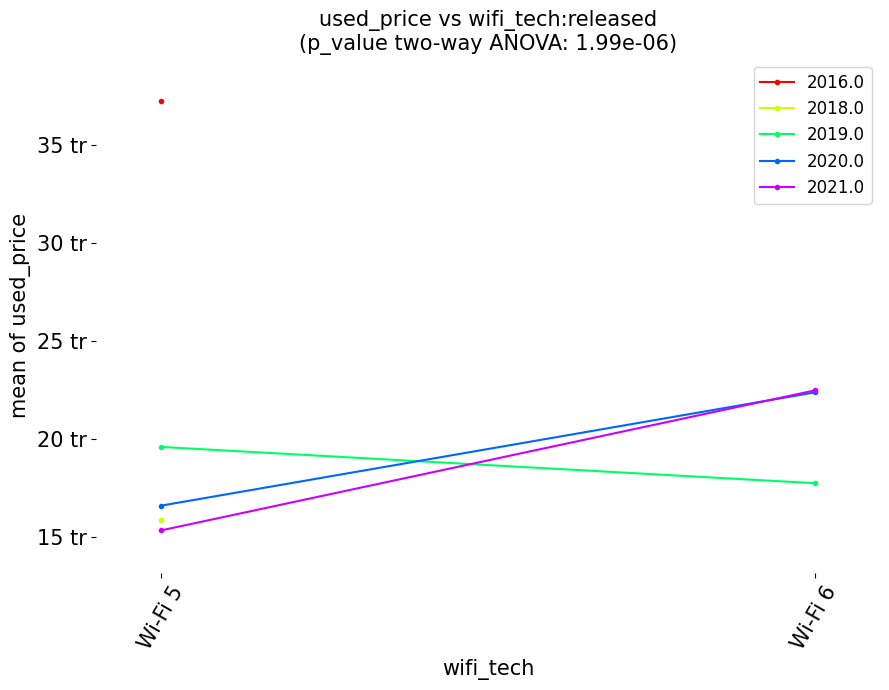 used_price vs wifi_tech:released
(p_value two-way ANOVA: 1.99e-06)
2016.0
2018.0
2019.0
2020.0
2021.0
mean of used_price
35 tr
30 tr
25 tr
20 tr
15 tr
Wi-Fi 5
Wi-Fi 6
wifi_tech